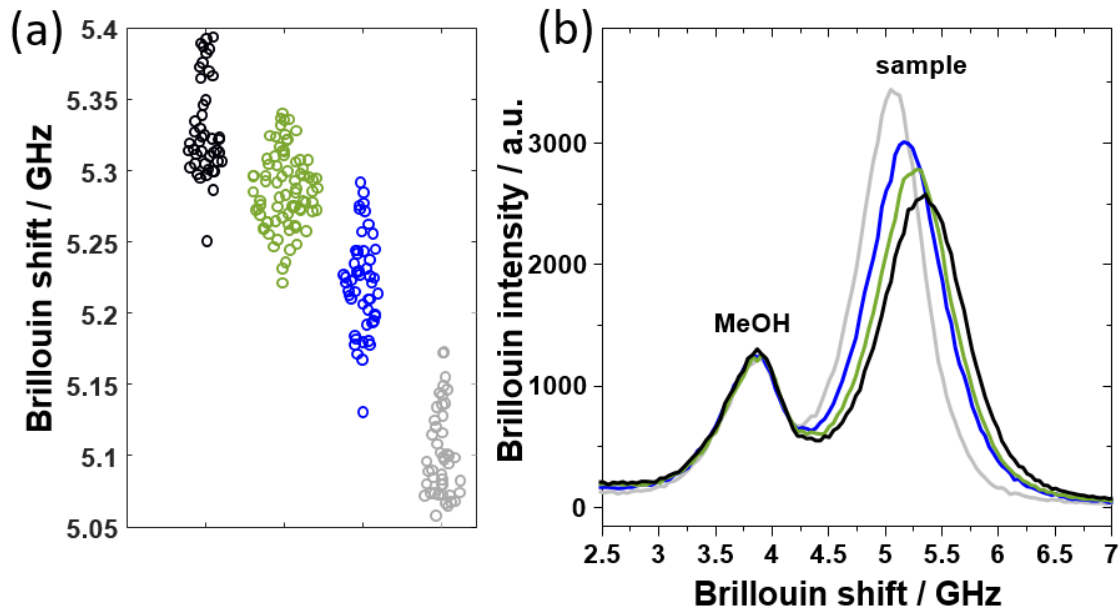 (a)
Brillouin shift / GHz
5.4
5.35
5.3
5.25
5.2
5.15
5.1
5.05
(b)
Brillouin intensity / a.u.
3000
2000
1000
0
sample
MeOH
2.5 3 3.5 4 4.5 5 5.5 6 6.5 7
Brillouin shift / GHz